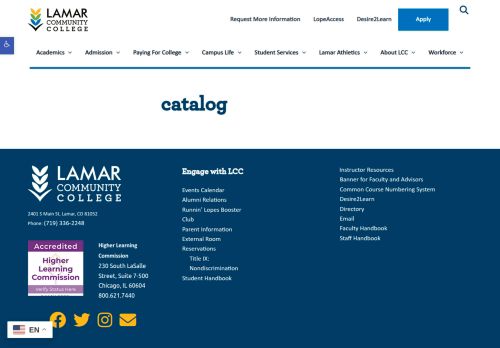 LAMAR
COMMUNITY
COLLEGE
Request More Information LopeAccess Desire2Learn Apply
Academics Admission Paying For College Campus Life Student Services Lamar Athletics About LCC Workforce
catalog
LAMAR
COMMUNITY
COLLEGE
2401 S Main St, Lamar, CO 81052
Phone: (719) 336-2248
Accredited
Higher
Learning
Commission
Verify Status Here
Higher Learning
Commission
230 South LaSalle
Street, Suite 7-500
Chicago, IL 60604
800.621.7440
Engage with LCC
Events Calendar
Alumni Relations
Runnin' Lopes Booster
Club
Parent Information
External Room
Reservations
Title IX:
Nondiscrimination
Student Handbook
Instructor Resources
Banner for Faculty and Advisors
Common Course Numbering System
Desire2Learn
Directory
Email
Faculty Handbook
Staff Handbook
EN